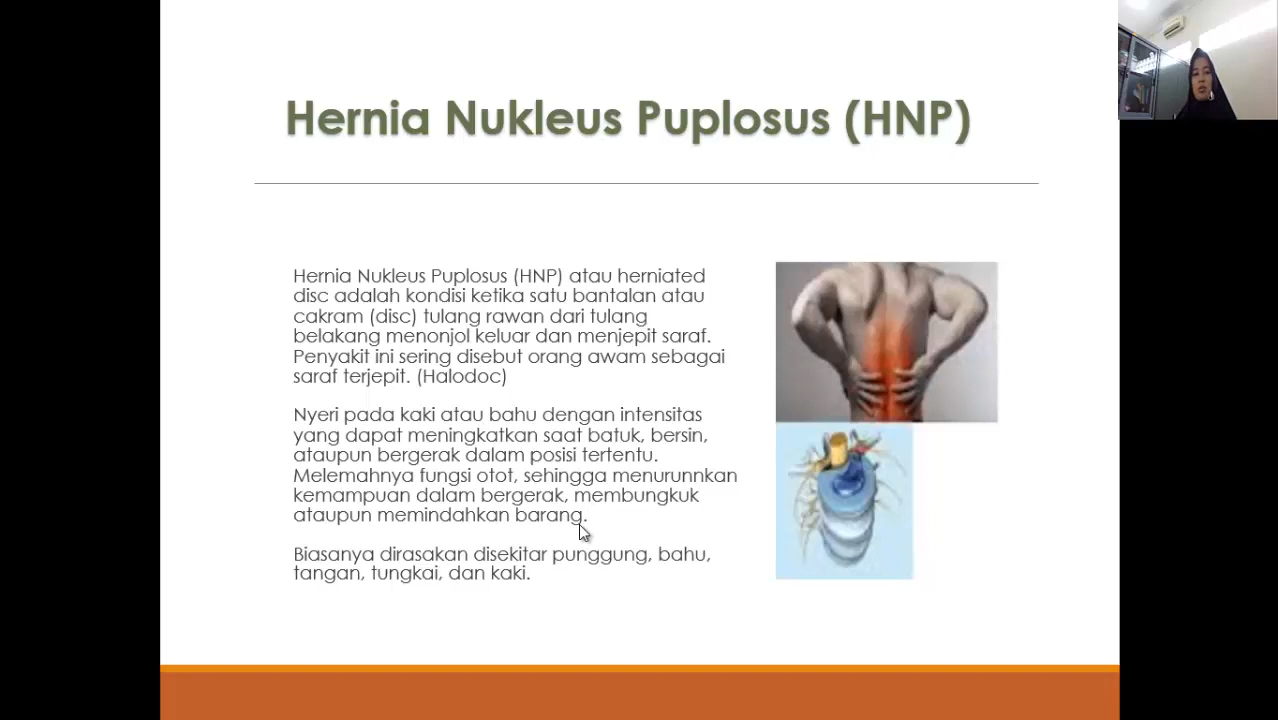 Hernia Nukleus Puplosus (HNP)
Hernia Nukleus Puplosus (HNP) atau herniated
disc adalah kondisi ketika satu bantalan atau
cakram (disc) tulang rawan dari tulang
belakang menonjol keluar dan menjepit saraf.
Penyakit ini sering disebut orang awam sebagai
saraf terjepit. (Halodoc)
Nyeri pada kaki atau bahu dengan intensitas
yang dapat meningkatkan saat batuk, bersin,
ataupun bergerak dalam posisi tertentu.
Melemahnya fungsi otot, sehingga menurunnkan
kemampuan dalam bergerak, membungkuk
ataupun memindahkan barang.
Biasanya dirasakan disekitar punggung, bahu,
tangan, tungkai, dan kaki.